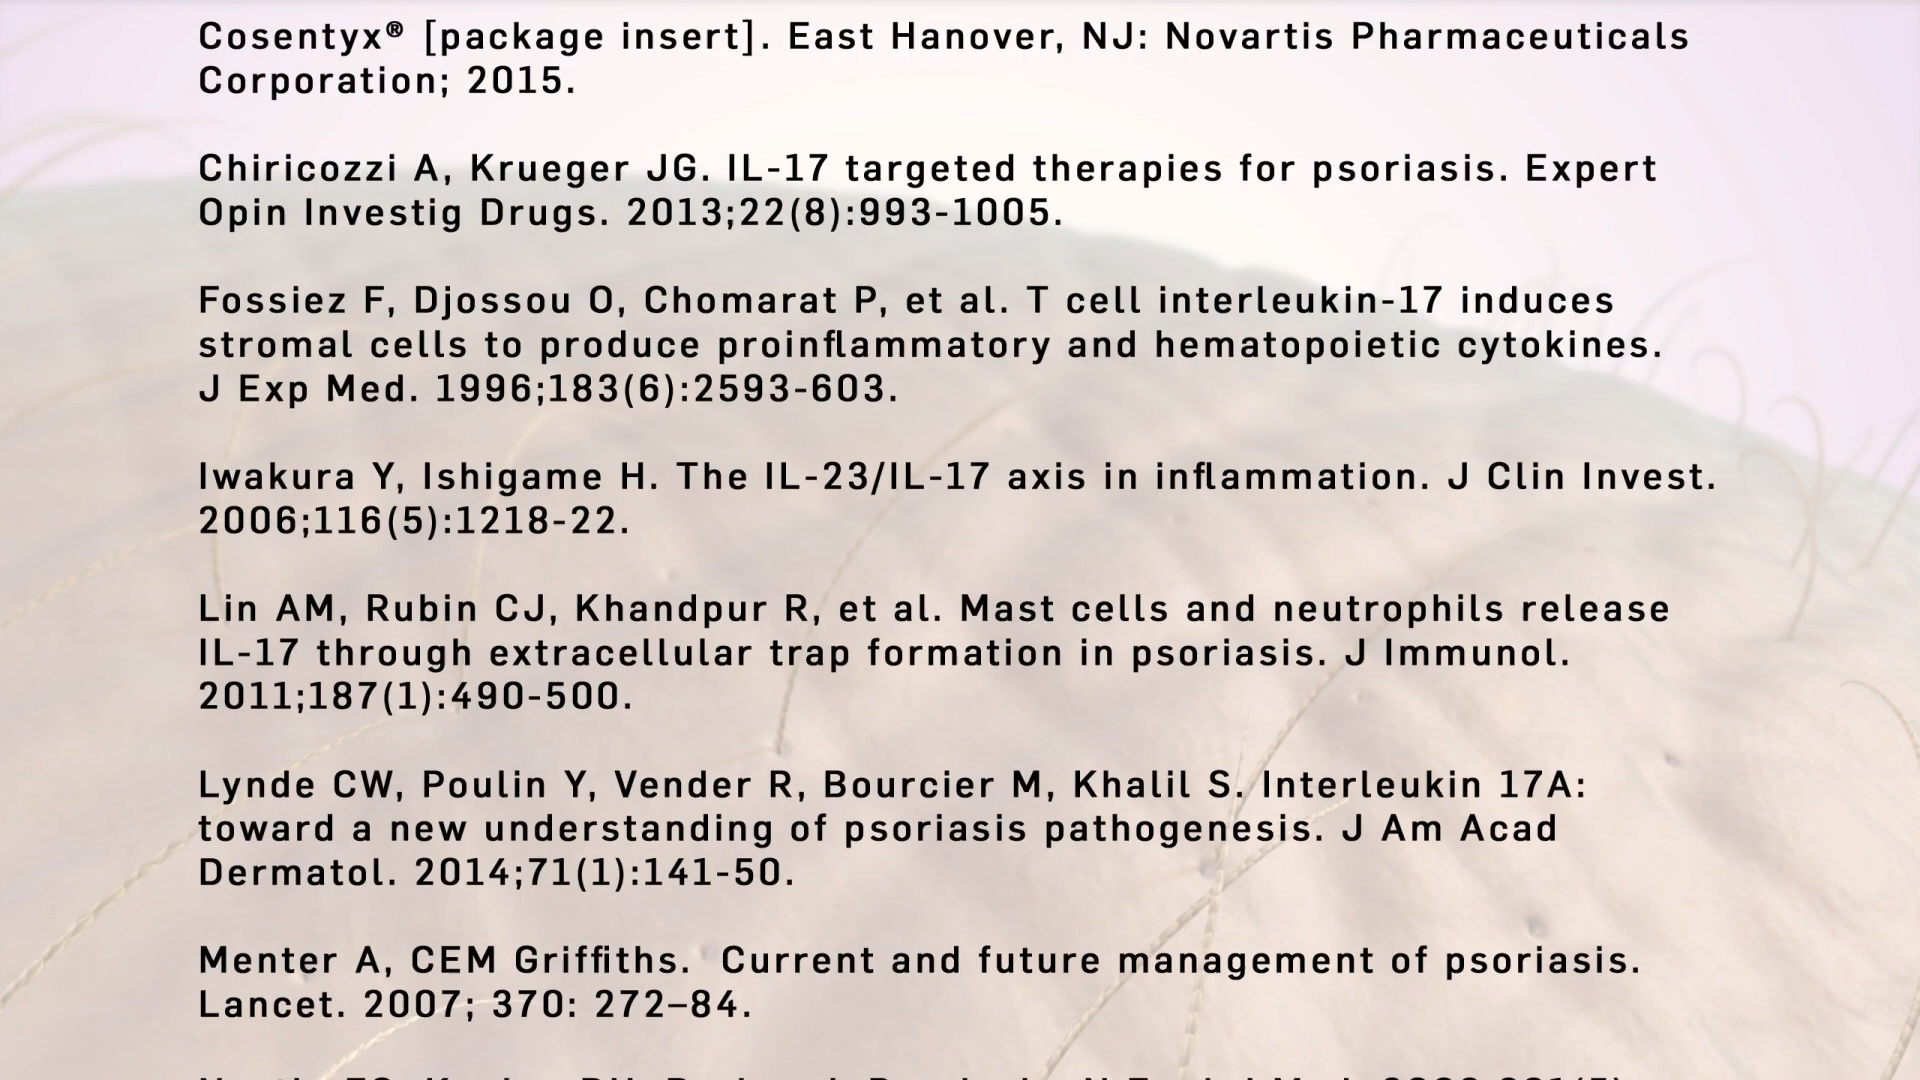 Cosentyx® [package insert]. East Hanover, NJ: Novartis Pharmaceuticals
Corporation; 2015.
Chiricozzi A, Krueger JG. IL-17 targeted therapies for psoriasis. Expert
Opin Investig Drugs. 2013;22(8):993-1005.
Fossiez F, Djossou O, Chomarat P, et al. T cell interleukin-17 induces
stromal cells to produce proinflammatory and hematopoietic cytokines.
J Exp Med. 1996;183(6):2593-603.
Iwakura Y, Ishigame H. The IL-23/IL-17 axis in inflammation. J Clin Invest.
2006;116(5):1218-22.
Lin AM, Rubin CJ, Khandpur R, et al. Mast cells and neutrophils release
IL-17 through extracellular trap formation in psoriasis. J Immunol.
2011;187(1):490-500.
Lynde CW, Poulin Y, Vender R, Bourcier M, Khalil S. Interleukin 17A:
toward a new understanding of psoriasis pathogenesis. J Am Acad
Dermatol. 2014;71(1):141-50.
Menter A, CEM Griffiths.  Current and future management of psoriasis.
Lancet. 2007; 370: 272–84.